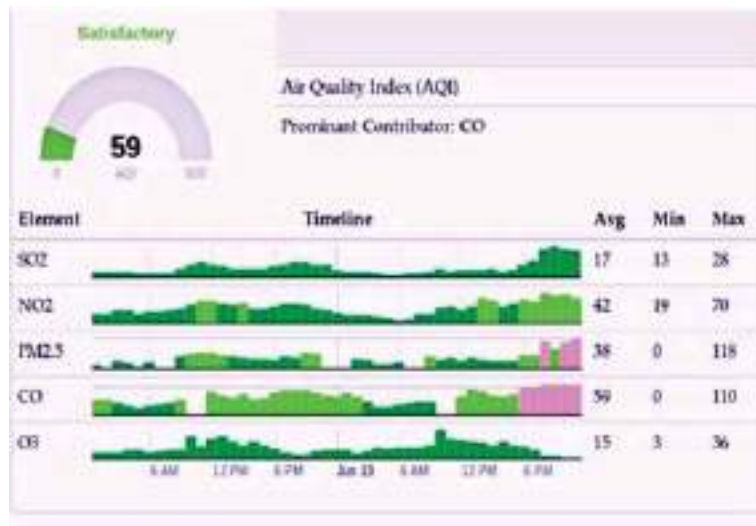 Satisfactory
Air Quality Index (AQI)
Prominant Contributor: CO
59
0 AQI 500
Element Timeline Avg Min Max
SO2 17 13 28
NO2 42 19 70
PM2.5 38 0 118
CO 59 0 110
O3 15 3 36
6 AM 12 PM 6 PM Jun 13 6 AM 12 PM 6 PM